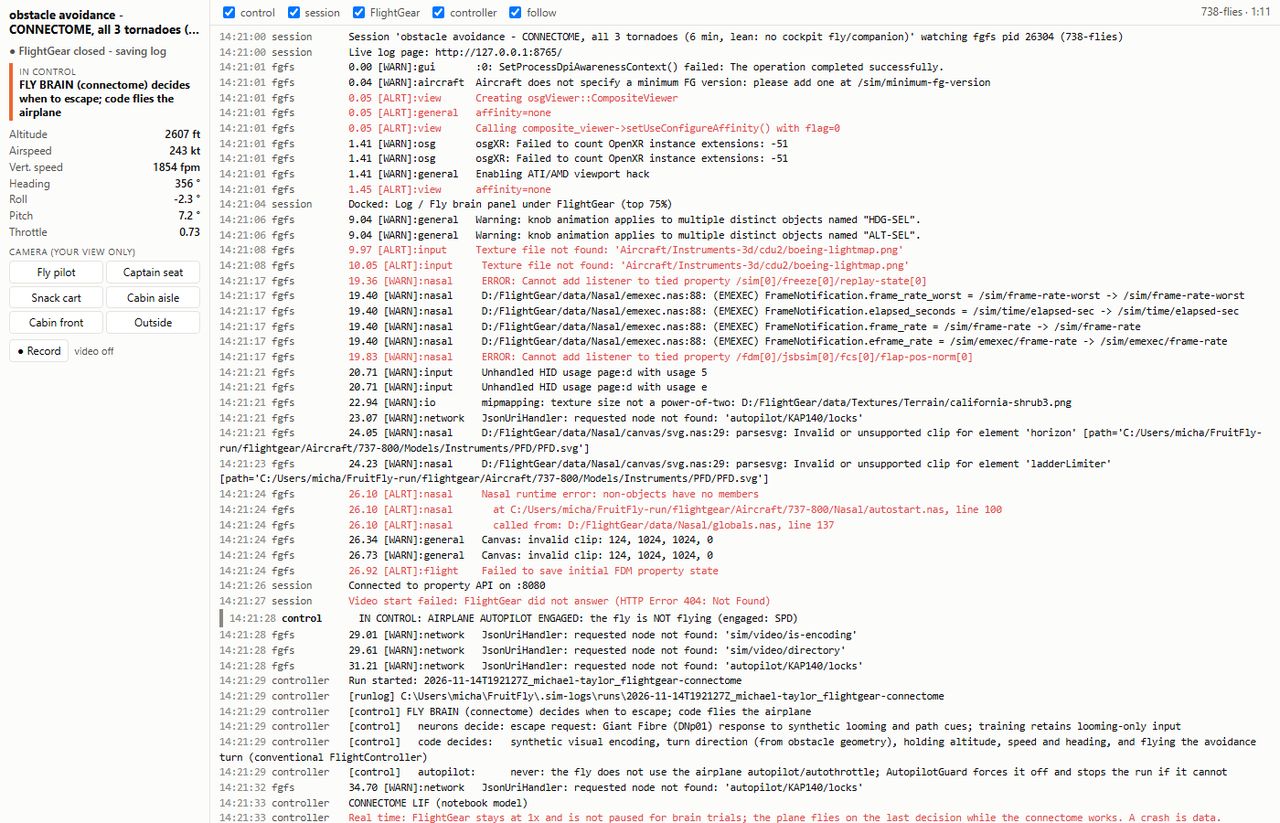 obstacle avoidance -
CONNECTOME, all 3 tornadoes (...
● FlightGear closed - saving log
IN CONTROL
FLY BRAIN (connectome) decides
when to escape; code flies the
airplane
Altitude 2607 ft
Airspeed 243 kt
Vert. speed 1854 fpm
Heading 356 °
Roll -2.3 °
Pitch 7.2 °
Throttle 0.73
CAMERA (YOUR VIEW ONLY)
Fly pilot Captain seat
Snack cart Cabin aisle
Cabin front Outside
● Record video off
control session FlightGear controller follow 738-flies · 1:11
14:21:00 session Session 'obstacle avoidance - CONNECTOME, all 3 tornadoes (6 min, lean: no cockpit fly/companion)' watching fgfs pid 26304 (738-flies)
14:21:00 session Live log page: http://127.0.0.1:8765/
14:21:01 fgfs 0.00 [WARN]:gui :0: SetProcessDpiAwarenessContext() failed: The operation completed successfully.
14:21:01 fgfs 0.04 [WARN]:aircraft Aircraft does not specify a minimum FG version: please add one at /sim/minimum-fg-version
14:21:01 fgfs 0.05 [ALRT]:view Creating osgViewer::CompositeViewer
14:21:01 fgfs 0.05 [ALRT]:general affinity=none
14:21:01 fgfs 0.05 [ALRT]:view Calling composite_viewer->setUseConfigureAffinity() with flag=0
14:21:01 fgfs 1.41 [WARN]:osg osgXR: Failed to count OpenXR instance extensions: -51
14:21:01 fgfs 1.41 [WARN]:osg osgXR: Failed to count OpenXR instance extensions: -51
14:21:01 fgfs 1.41 [WARN]:general Enabling ATI/AMD viewport hack
14:21:01 fgfs 1.45 [ALRT]:view affinity=none
14:21:04 session Docked: Log / Fly brain panel under FlightGear (top 75%)
14:21:06 fgfs 9.04 [WARN]:general Warning: knob animation applies to multiple distinct objects named "HDG-SEL".
14:21:06 fgfs 9.04 [WARN]:general Warning: knob animation applies to multiple distinct objects named "ALT-SEL".
14:21:08 fgfs 9.97 [ALRT]:input Texture file not found: 'Aircraft/Instruments-3d/cdu2/boeing-lightmap.png'
14:21:08 fgfs 10.05 [ALRT]:input Texture file not found: 'Aircraft/Instruments-3d/cdu2/boeing-lightmap.png'
14:21:17 fgfs 19.36 [WARN]:nasal ERROR: Cannot add listener to tied property /sim[0]/freeze[0]/replay-state[0]
14:21:17 fgfs 19.40 [WARN]:nasal D:/FlightGear/data/Nasal/emexec.nas:88: (EMEXEC) FrameNotification.frame_rate_worst = /sim/frame-rate-worst -> /sim/frame-rate-worst
14:21:17 fgfs 19.40 [WARN]:nasal D:/FlightGear/data/Nasal/emexec.nas:88: (EMEXEC) FrameNotification.elapsed_seconds = /sim/time/elapsed-sec -> /sim/time/elapsed-sec
14:21:17 fgfs 19.40 [WARN]:nasal D:/FlightGear/data/Nasal/emexec.nas:88: (EMEXEC) FrameNotification.frame_rate = /sim/frame-rate -> /sim/frame-rate
14:21:17 fgfs 19.40 [WARN]:nasal D:/FlightGear/data/Nasal/emexec.nas:88: (EMEXEC) FrameNotification.eframe_rate = /sim/emexec/frame-rate -> /sim/emexec/frame-rate
14:21:17 fgfs 19.83 [WARN]:nasal ERROR: Cannot add listener to tied property /fdm[0]/jsbsim[0]/fcs[0]/flap-pos-norm[0]
14:21:21 fgfs 20.71 [WARN]:input Unhandled HID usage page:d with usage 5
14:21:21 fgfs 20.71 [WARN]:input Unhandled HID usage page:d with usage e
14:21:21 fgfs 22.94 [WARN]:io mipmapping: texture size not a power-of-two: D:/FlightGear/data/Textures/Terrain/california-shrub3.png
14:21:21 fgfs 23.07 [WARN]:network JsonUriHandler: requested node not found: 'autopilot/KAP140/locks'
14:21:21 fgfs 24.05 [WARN]:nasal D:/FlightGear/data/Nasal/canvas/svg.nas:29: parsesvg: Invalid or unsupported clip for element 'horizon' [path='C:/Users/micha/FruitFly-
run/flightgear/Aircraft/737-800/Models/Instruments/PFD/PFD.svg']
14:21:23 fgfs 24.23 [WARN]:nasal D:/FlightGear/data/Nasal/canvas/svg.nas:29: parsesvg: Invalid or unsupported clip for element 'ladderLimiter'
[path='C:/Users/micha/FruitFly-run/flightgear/Aircraft/737-800/Models/Instruments/PFD/PFD.svg']
14:21:24 fgfs 26.10 [ALRT]:nasal Nasal runtime error: non-objects have no members
14:21:24 fgfs 26.10 [ALRT]:nasal at C:/Users/micha/FruitFly-run/flightgear/Aircraft/737-800/Nasal/autostart.nas, line 100
14:21:24 fgfs 26.10 [ALRT]:nasal called from: D:/FlightGear/data/Nasal/globals.nas, line 137
14:21:24 fgfs 26.34 [WARN]:general Canvas: invalid clip: 124, 1024, 1024, 0
14:21:24 fgfs 26.73 [WARN]:general Canvas: invalid clip: 124, 1024, 1024, 0
14:21:24 fgfs 26.92 [ALRT]:flight Failed to save initial FDM property state
14:21:26 session Connected to property API on :8080
14:21:27 session Video start failed: FlightGear did not answer (HTTP Error 404: Not Found)
14:21:28 control IN CONTROL: AIRPLANE AUTOPILOT ENGAGED: the fly is NOT flying (engaged: SPD)
14:21:28 fgfs 29.01 [WARN]:network JsonUriHandler: requested node not found: 'sim/video/is-encoding'
14:21:28 fgfs 29.61 [WARN]:network JsonUriHandler: requested node not found: 'sim/video/directory'
14:21:28 fgfs 31.21 [WARN]:network JsonUriHandler: requested node not found: 'autopilot/KAP140/locks'
14:21:29 controller Run started: 2026-11-14T192127Z_michael-taylor_flightgear-connectome
14:21:29 controller [runlog] C:\Users\micha\FruitFly\.sim-logs\runs\2026-11-14T192127Z_michael-taylor_flightgear-connectome
14:21:29 controller [control] FLY BRAIN (connectome) decides when to escape; code flies the airplane
14:21:29 controller [control] neurons decide: escape request: Giant Fibre (DNp01) response to synthetic looming and path cues; training retains looming-only input
14:21:29 controller [control] code decides: synthetic visual encoding, turn direction (from obstacle geometry), holding altitude, speed and heading, and flying the avoidance
turn (conventional FlightController)
14:21:29 controller [control] autopilot: never: the fly does not use the airplane autopilot/autothrottle; AutopilotGuard forces it off and stops the run if it cannot
14:21:32 fgfs 34.70 [WARN]:network JsonUriHandler: requested node not found: 'autopilot/KAP140/locks'
14:21:33 controller CONNECTOME LIF (notebook model)
14:21:33 controller Real time: FlightGear stays at 1x and is not paused for brain trials; the plane flies on the last decision while the connectome works. A crash is data.